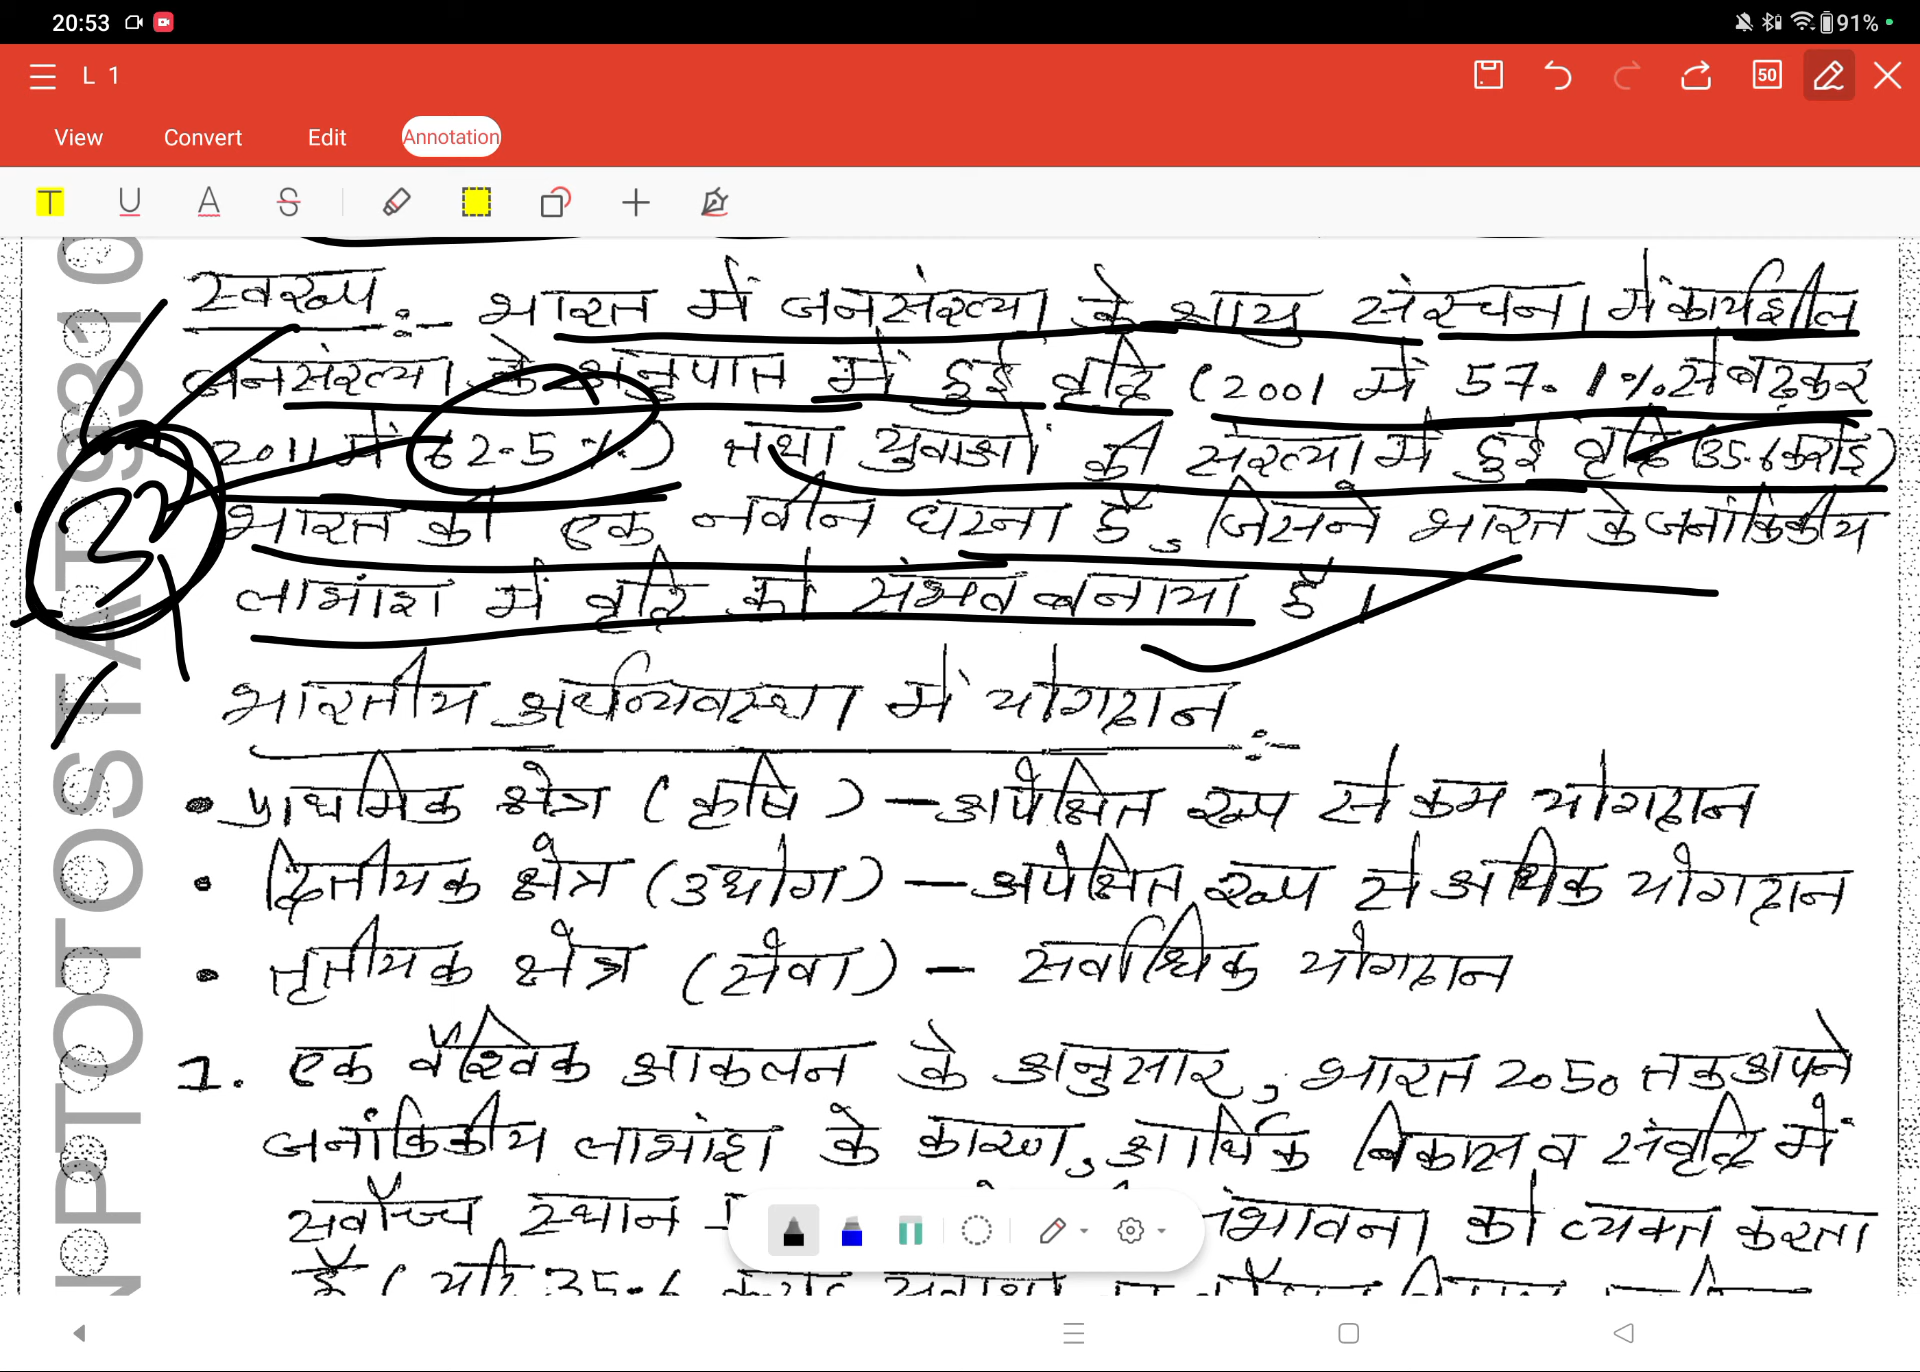 20:53 91%
L 1 50
View Convert Edit Annotation
T U A S
स्वरूप :- भारत में जनसंख्या के आयु संरचना में कार्यशील
जनसंख्या के अनुपात में हुई वृद्धि (2001 में 57.1% से बढ़कर
2011 में 62.5%) तथा युवाओं की संख्या में हुई वृद्धि (35.6 करोड़)
भारत की एक नवीन घटना है, जिसने भारत के जनांकिकीय
लाभांश में वृद्धि को संभव बनाया है।
भारतीय अर्थव्यवस्था में योगदान :-
• प्राथमिक क्षेत्र (कृषि) — अपेक्षित रूप से कम योगदान
• द्वितीयक क्षेत्र (उद्योग) — अपेक्षित रूप से अधिक योगदान
• तृतीयक क्षेत्र (सेवा) — सर्वाधिक योगदान
1. एक वैश्विक आकलन के अनुसार, भारत 2050 तक अपने
जनांकिकीय लाभांश के कारण, आर्थिक विकास व संवृद्धि में
सर्वोच्च स्थान संभावना को व्यक्त करता
है (यदि 35.6